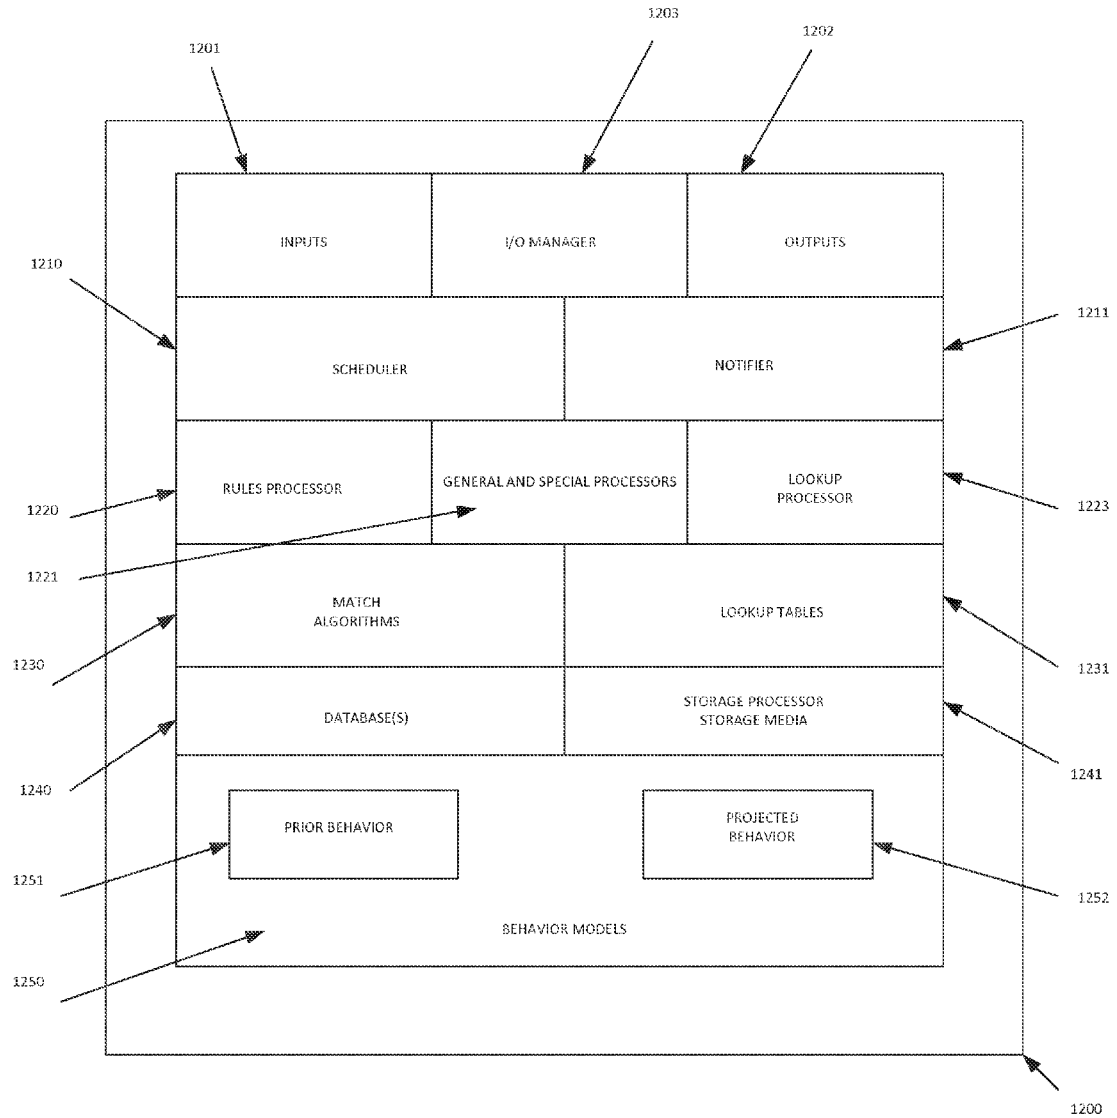 1203
1202
1201
INPUTS
I/O MANAGER
OUTPUTS
1210
1211
SCHEDULER
NOTIFIER
RULES PROCESSOR
GENERAL AND SPECIAL PROCESSORS
LOOKUP
PROCESSOR
1220
1223
1221
MATCH
ALGORITHMS
LOOKUP TABLES
1230
1231
DATABASE(S)
STORAGE PROCESSOR
STORAGE MEDIA
1240
1241
PRIOR BEHAVIOR
PROJECTED
BEHAVIOR
1251
1252
BEHAVIOR MODELS
1250
1200